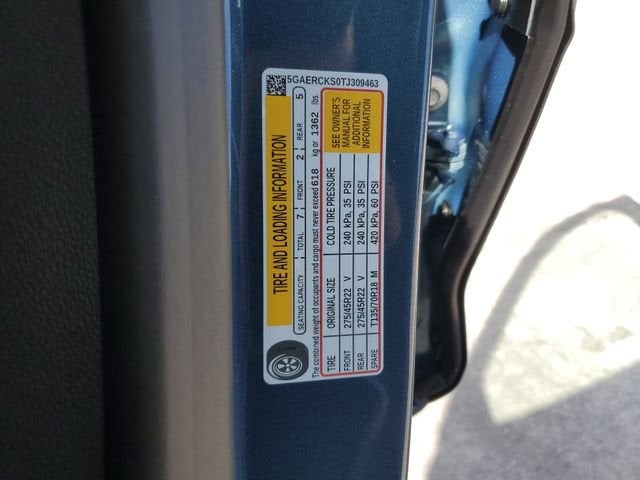 5GAERCKS0TJ309463
TIRE AND LOADING INFORMATION
SEATING CAPACITY TOTAL 7 FRONT 2 REAR 5
The combined weight of occupants and cargo must never exceed 618 kg or 1362 lbs.
TIRE ORIGINAL SIZE COLD TIRE PRESSURE
FRONT 275/45R22 V 240 kPa, 35 PSI
REAR 275/45R22 V 240 kPa, 35 PSI
SPARE T135/70R18 M 420 kPa, 60 PSI
SEE OWNER'S
MANUAL FOR
ADDITIONAL
INFORMATION